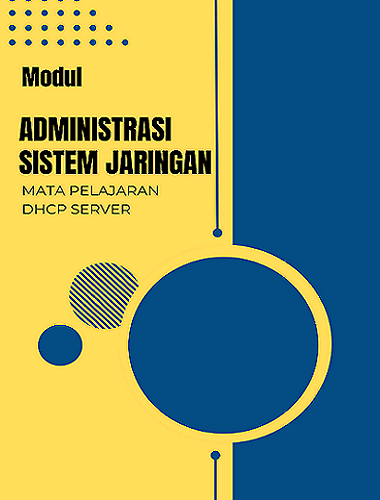 Modul
ADMINISTRASI
SISTEM JARINGAN
MATA PELAJARAN
DHCP SERVER